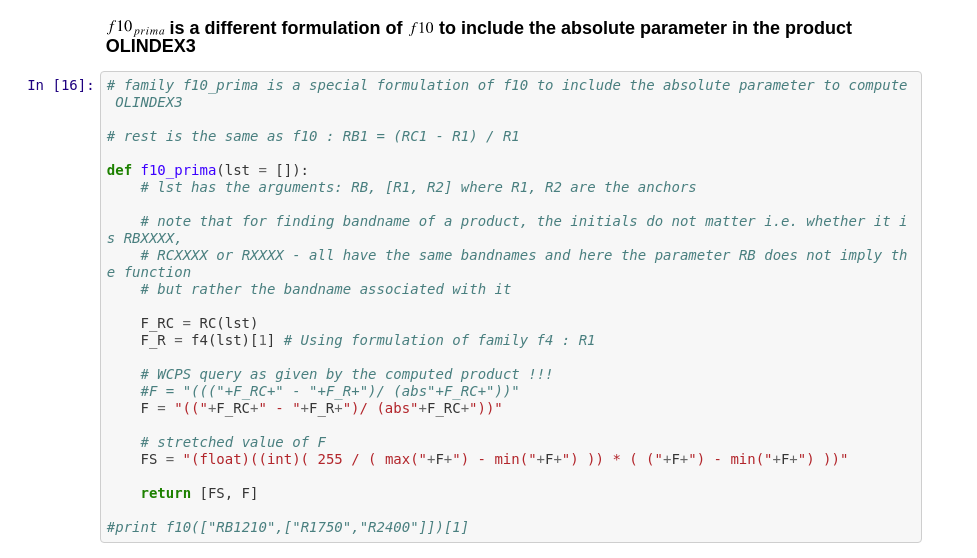 f10prima is a different formulation of f10 to include the absolute parameter in the product
OLINDEX3
In [16]:
# family f10_prima is a special formulation of f10 to include the absolute parameter to compute
 OLINDEX3
# rest is the same as f10 : RB1 = (RC1 - R1) / R1
def f10_prima(lst = []):
    # lst has the arguments: RB, [R1, R2] where R1, R2 are the anchors
    # note that for finding bandname of a product, the initials do not matter i.e. whether it i
s RBXXXX,
    # RCXXXX or RXXXX - all have the same bandnames and here the parameter RB does not imply th
e function
    # but rather the bandname associated with it
    F_RC = RC(lst)
    F_R = f4(lst)[1] # Using formulation of family f4 : R1
    # WCPS query as given by the computed product !!!
    #F = "((("+F_RC+" - "+F_R+")/ (abs"+F_RC+"))"
    F = "(("+F_RC+" - "+F_R+")/ (abs"+F_RC+"))"
    # stretched value of F
    FS = "(float)((int)( 255 / ( max("+F+") - min("+F+") )) * ( ("+F+") - min("+F+") ))"
    return [FS, F]
#print f10(["RB1210",["R1750","R2400"]])[1]